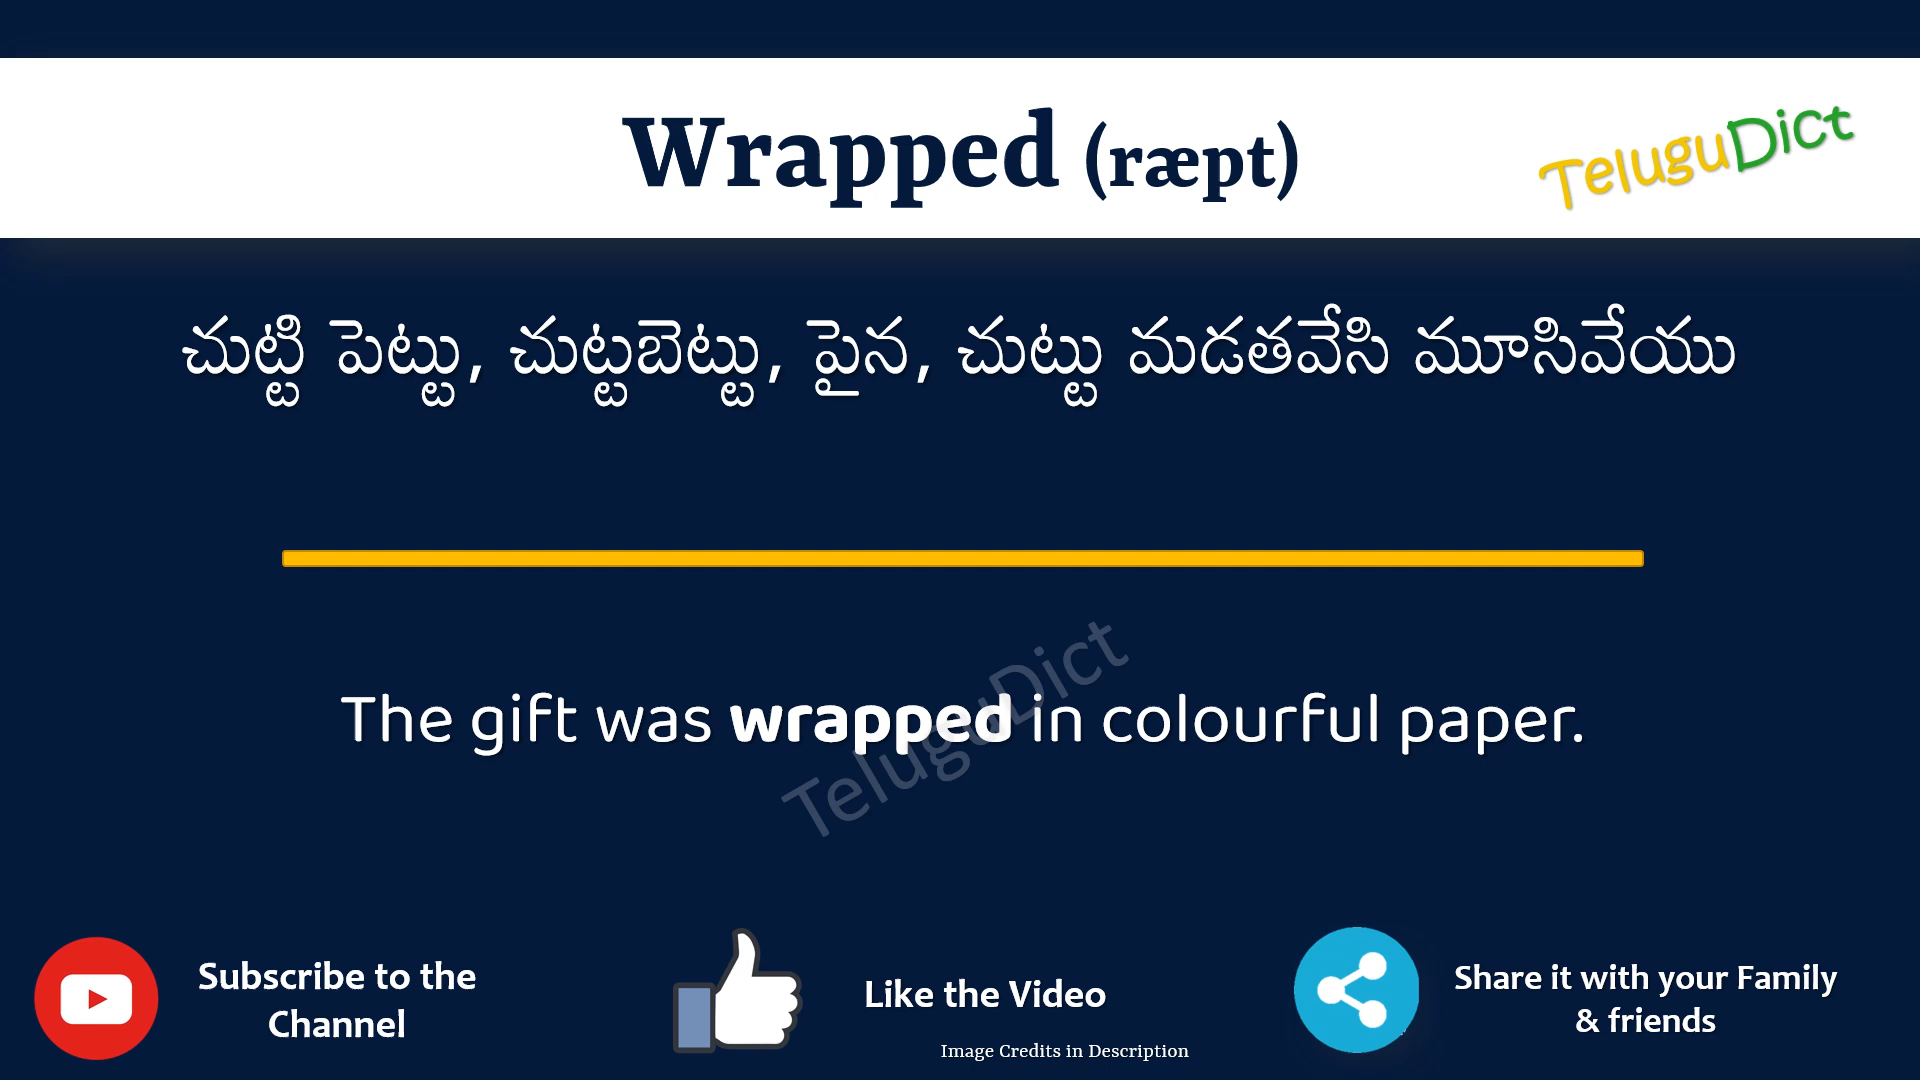 Wrapped (ræpt)
TeluguDict
చుట్టి పెట్టు, చుట్టబెట్టు, పైన, చుట్టు మడతవేసి మూసివేయు
The gift was wrapped in colourful paper.
TeluguDict
Subscribe to the
Channel
Like the Video
Share it with your Family
& friends
Image Credits in Description